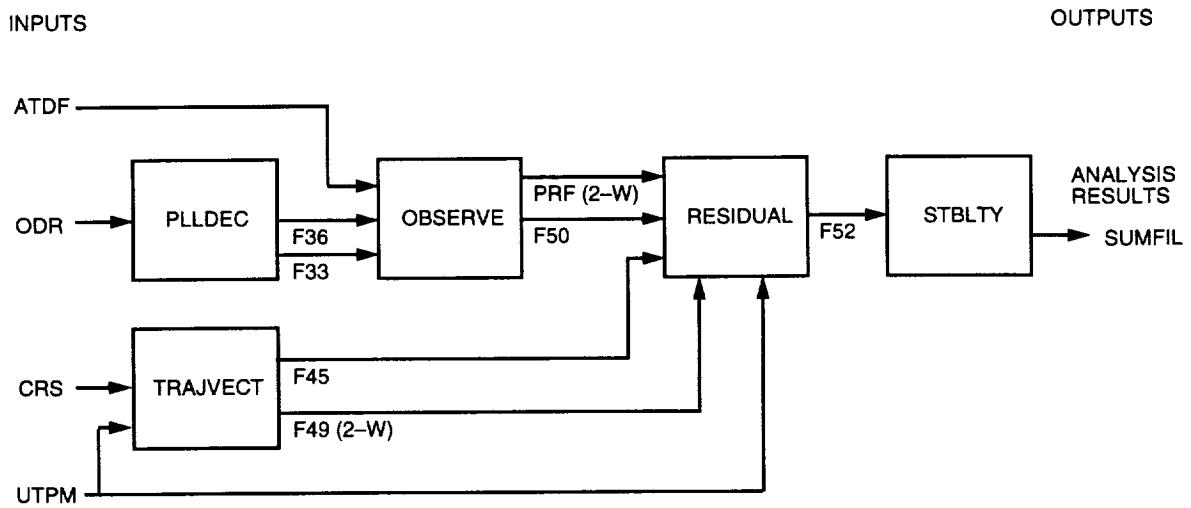 INPUTS
OUTPUTS
ATDF
ODR
PLLDEC
F36
F33
OBSERVE
PRF (2–W)
F50
RESIDUAL
F52
STBLTY
ANALYSIS
RESULTS
SUMFIL
CRS
TRAJVECT
F45
F49 (2–W)
UTPM